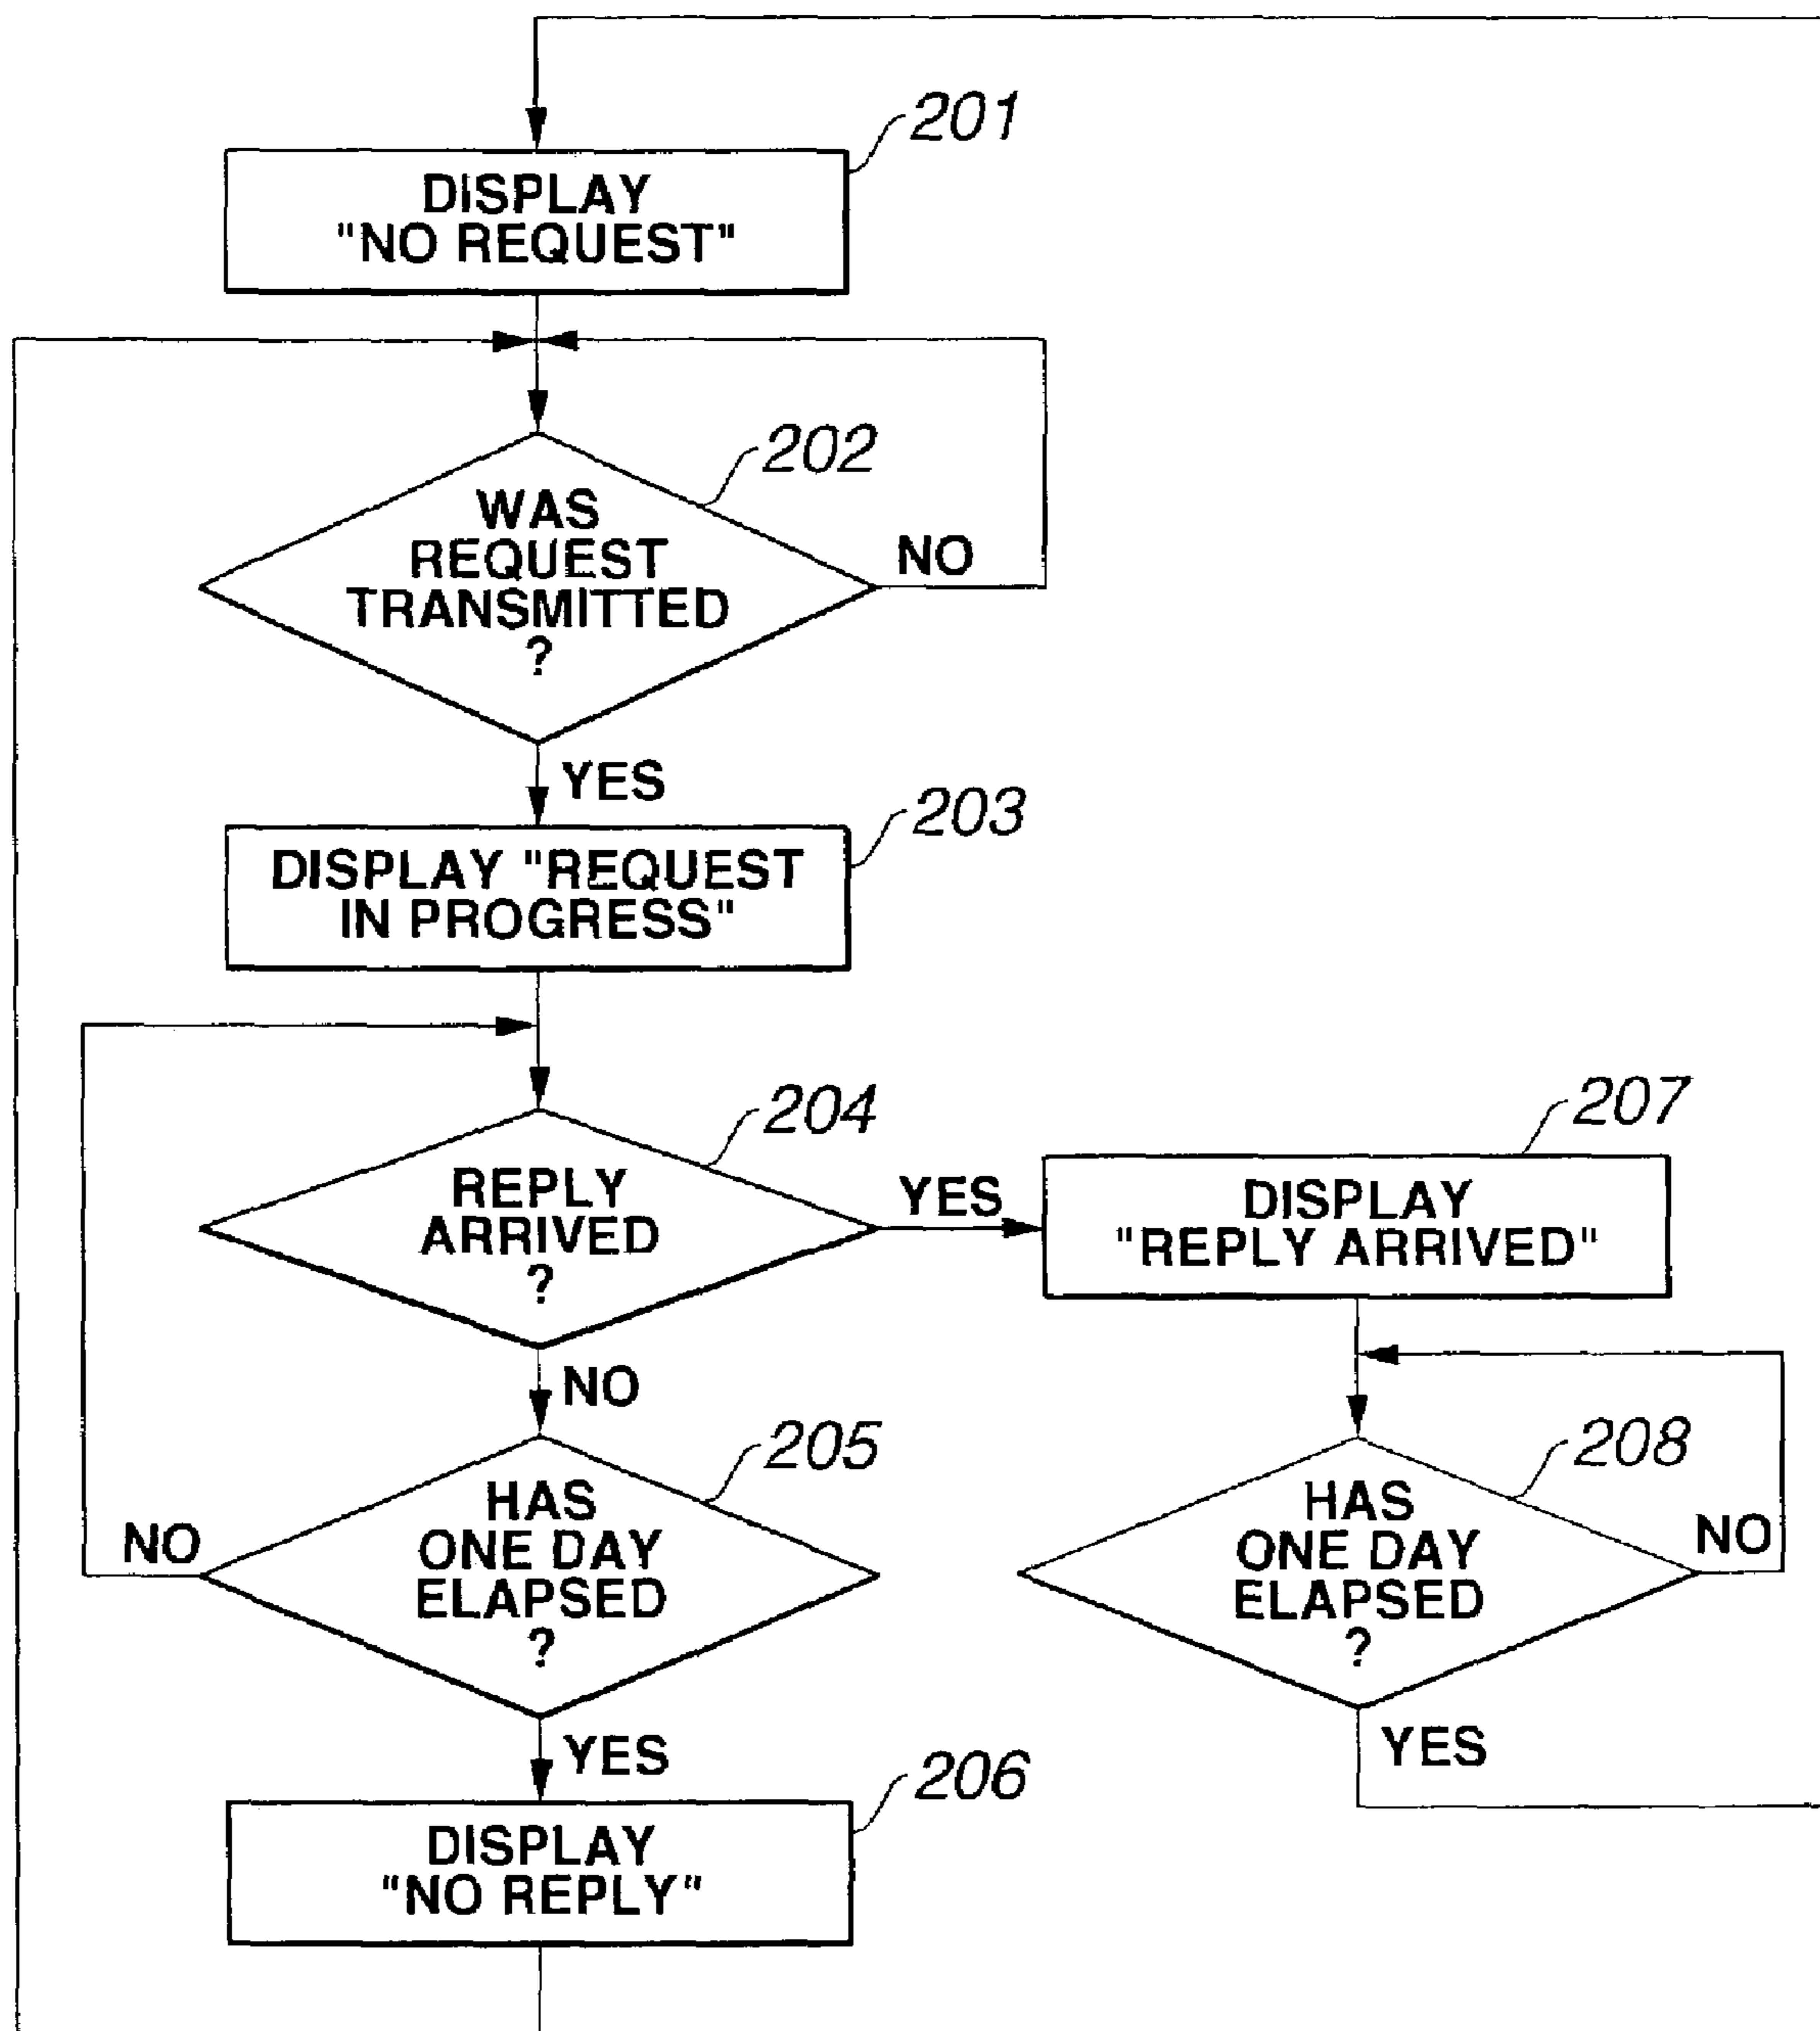 201
DISPLAY
"NO REQUEST"
202
WAS
REQUEST
TRANSMITTED
?
NO
YES
203
DISPLAY "REQUEST
IN PROGRESS"
204
REPLY
ARRIVED
?
YES
207
DISPLAY
"REPLY ARRIVED"
NO
205
HAS
ONE DAY
ELAPSED
?
NO
208
HAS
ONE DAY
ELAPSED
?
NO
YES
YES
206
DISPLAY
"NO REPLY"